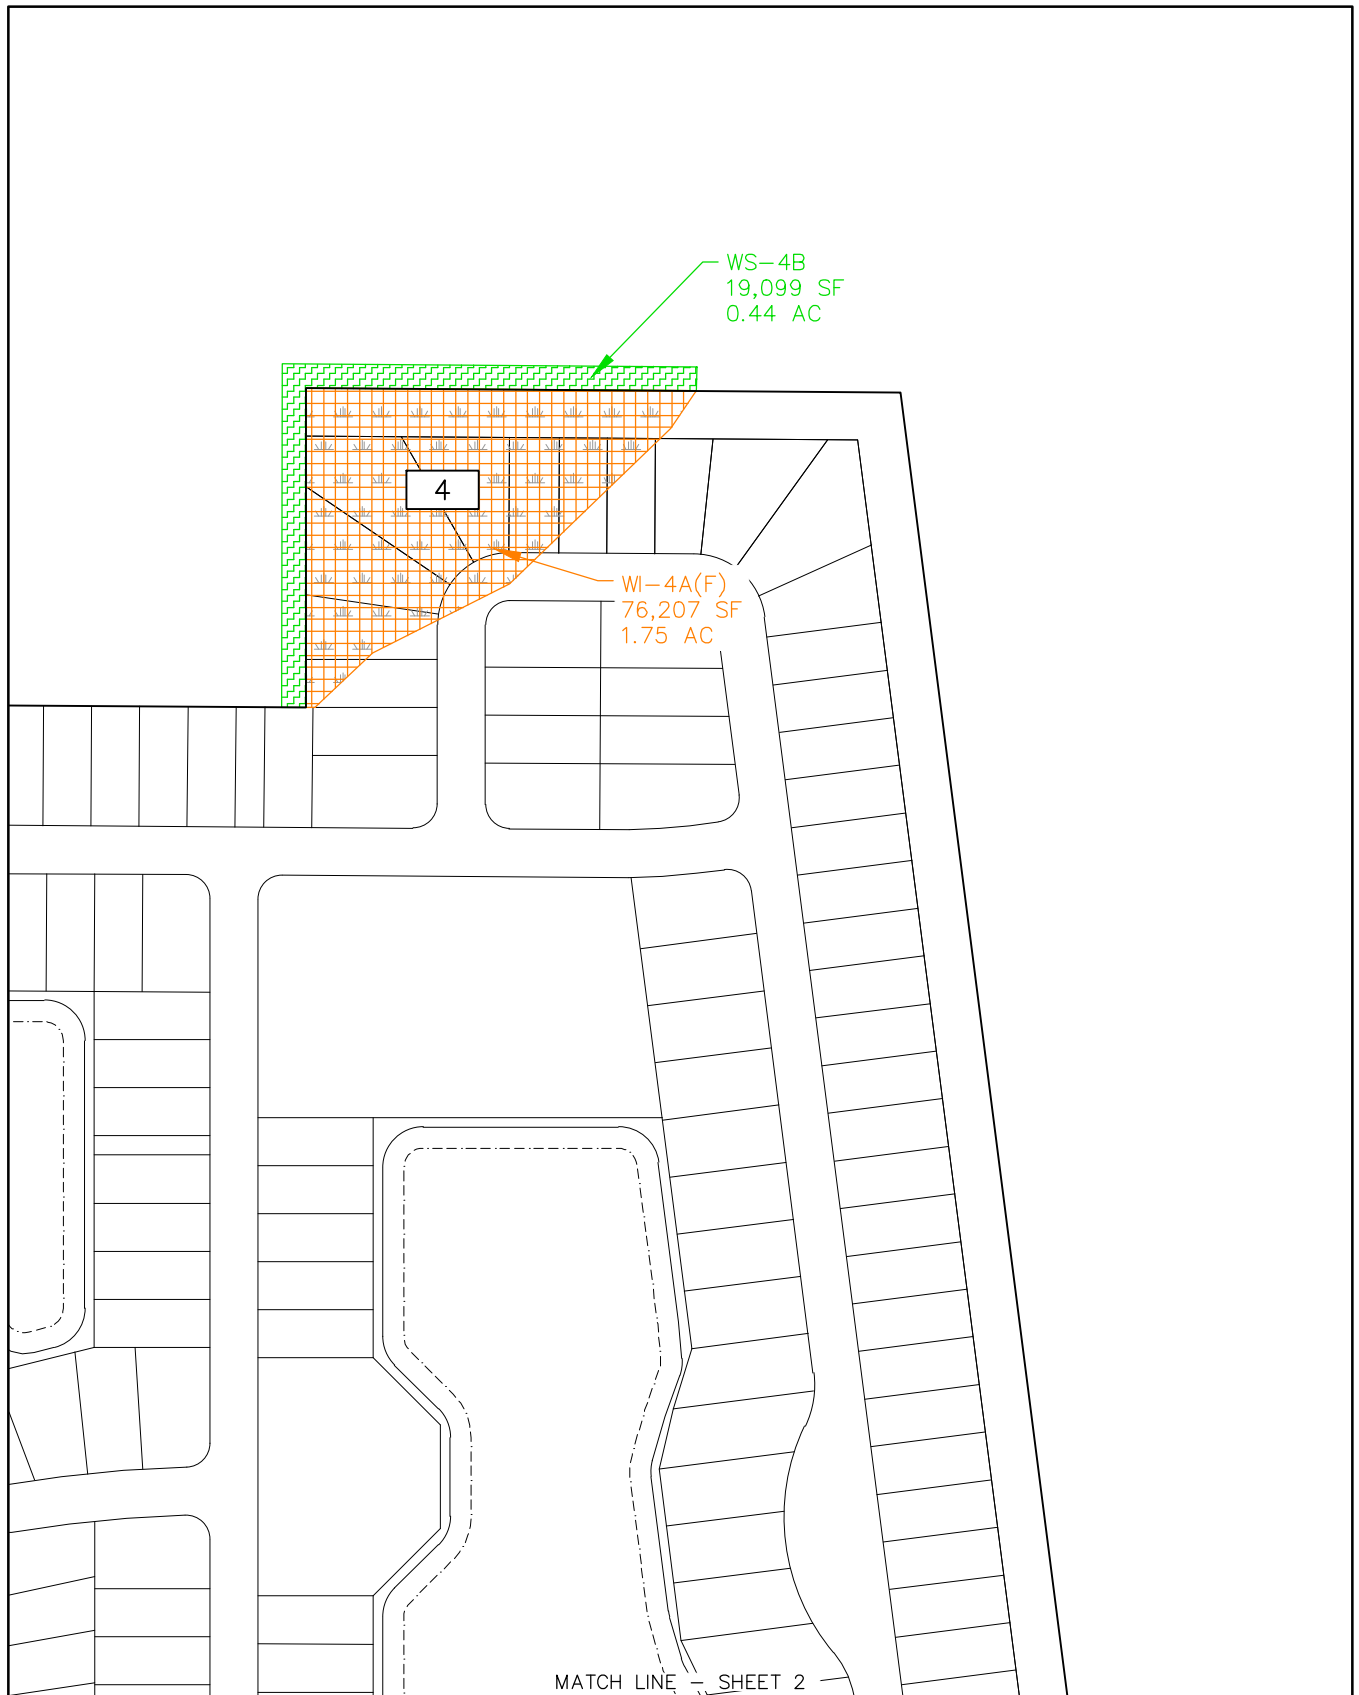 WS-4B
19,099 SF
0.44 AC
4
WI-4A(F)
76,207 SF
1.75 AC
MATCH LINE - SHEET 2